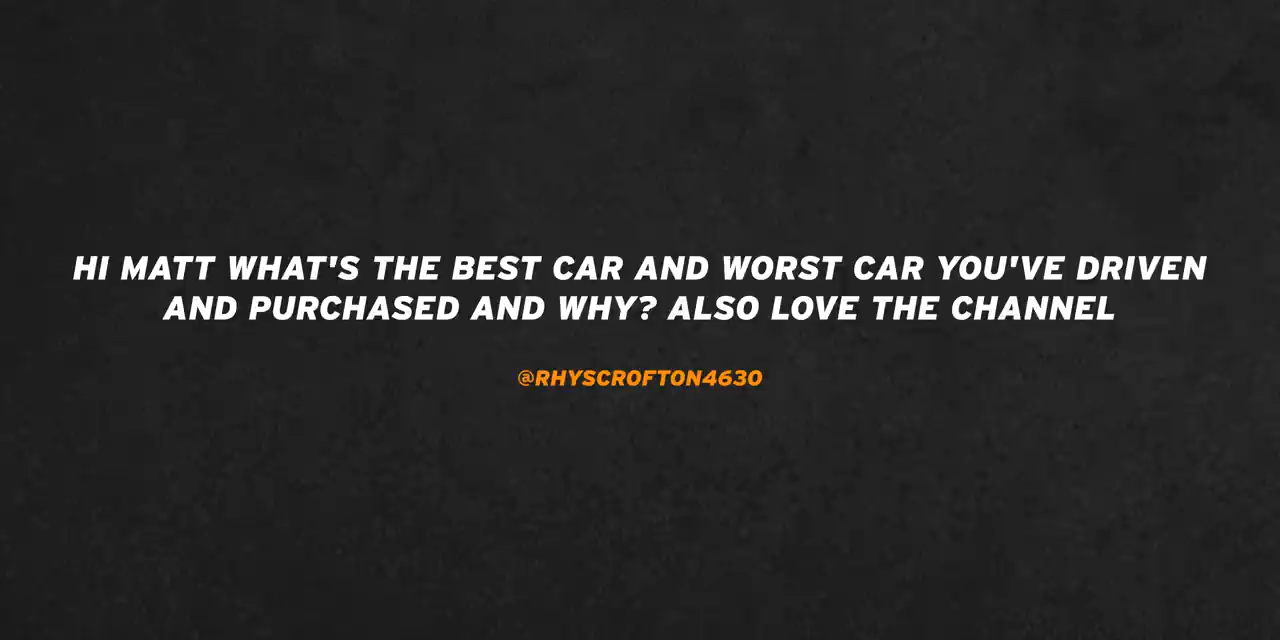 HI MATT WHAT'S THE BEST CAR AND WORST CAR YOU'VE DRIVEN
AND PURCHASED AND WHY? ALSO LOVE THE CHANNEL
@RHYSCROFTON4630